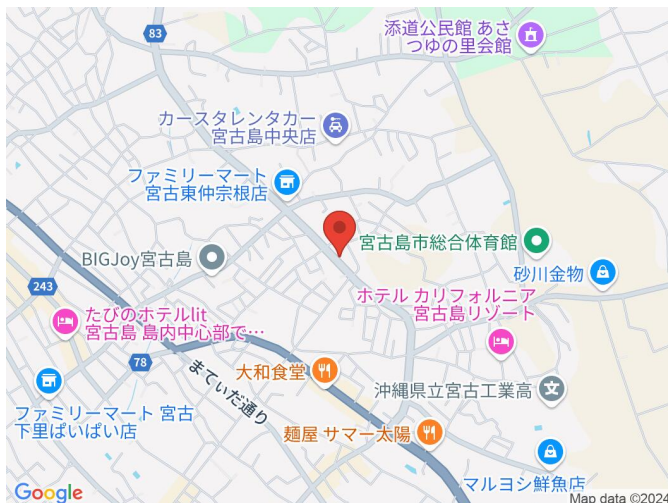 83
添道公民館 あさ
つゆの里会館
カースタレンタカー
宮古島中央店
ファミリーマート
宮古東仲宗根店
宮古島市総合体育館
BIGJoy宮古島
砂川金物
243
ホテル カリフォルニア
宮古島リゾート
たびのホテルlit
宮古島 島内中心部で…
78
まてぃだ通り
大和食堂
沖縄県立宮古工業高
ファミリーマート 宮古
下里ぱいぱい店
麺屋 サマー太陽
マルヨシ鮮魚店
Google
Map data ©2024